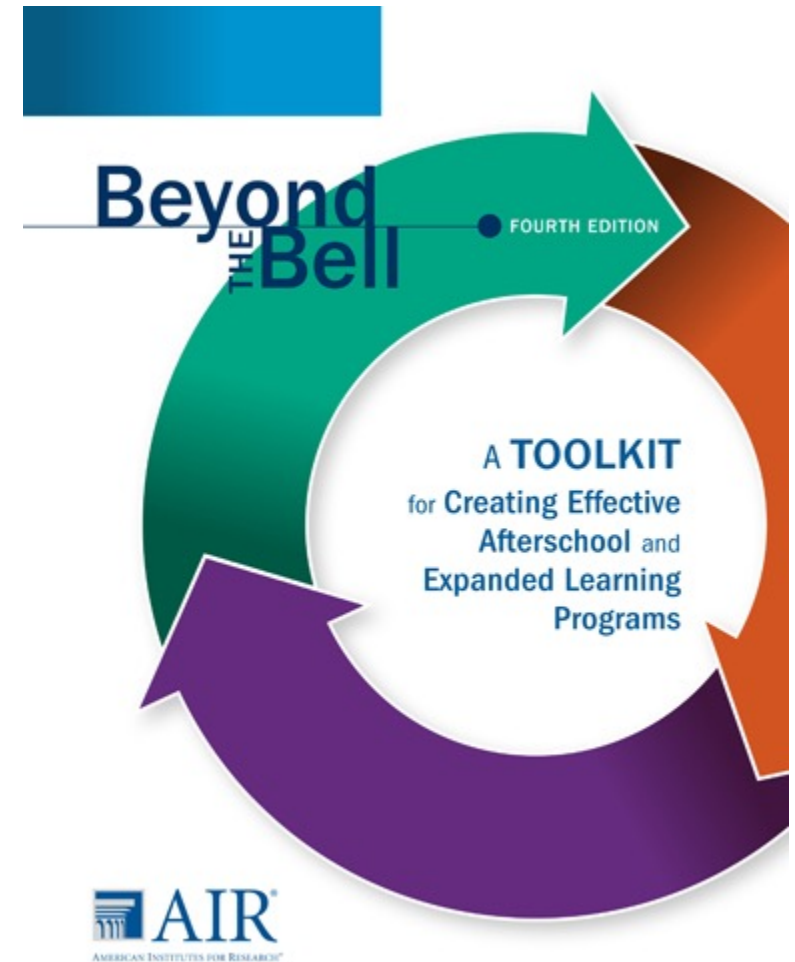 Beyond
THE Bell
FOURTH EDITION
A TOOLKIT
for Creating Effective
Afterschool and
Expanded Learning
Programs
AIR®
AMERICAN INSTITUTES FOR RESEARCH®